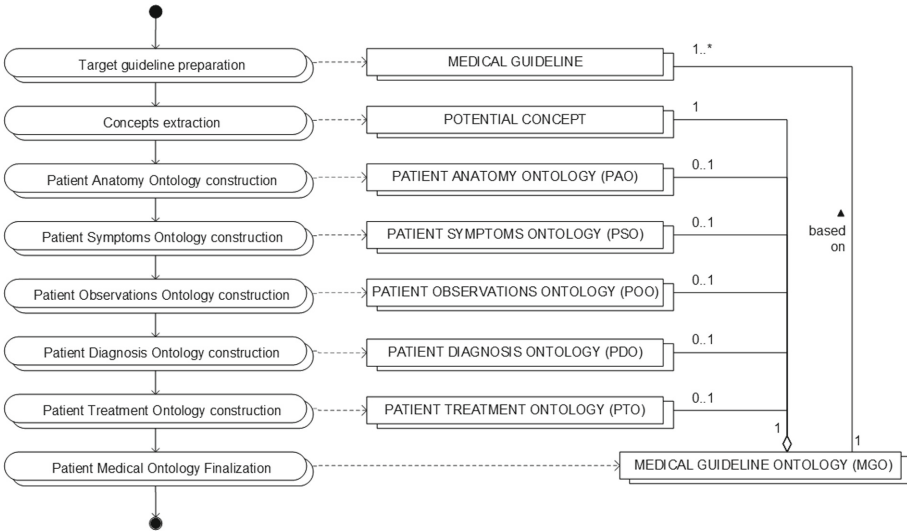 Target guideline preparation
MEDICAL GUIDELINE
1..*
Concepts extraction
POTENTIAL CONCEPT
1
Patient Anatomy Ontology construction
PATIENT ANATOMY ONTOLOGY (PAO)
0..1
Patient Symptoms Ontology construction
PATIENT SYMPTOMS ONTOLOGY (PSO)
0..1
based
on
Patient Observations Ontology construction
PATIENT OBSERVATIONS ONTOLOGY (POO)
0..1
Patient Diagnosis Ontology construction
PATIENT DIAGNOSIS ONTOLOGY (PDO)
0..1
Patient Treatment Ontology construction
PATIENT TREATMENT ONTOLOGY (PTO)
0..1
1
1
Patient Medical Ontology Finalization
MEDICAL GUIDELINE ONTOLOGY (MGO)